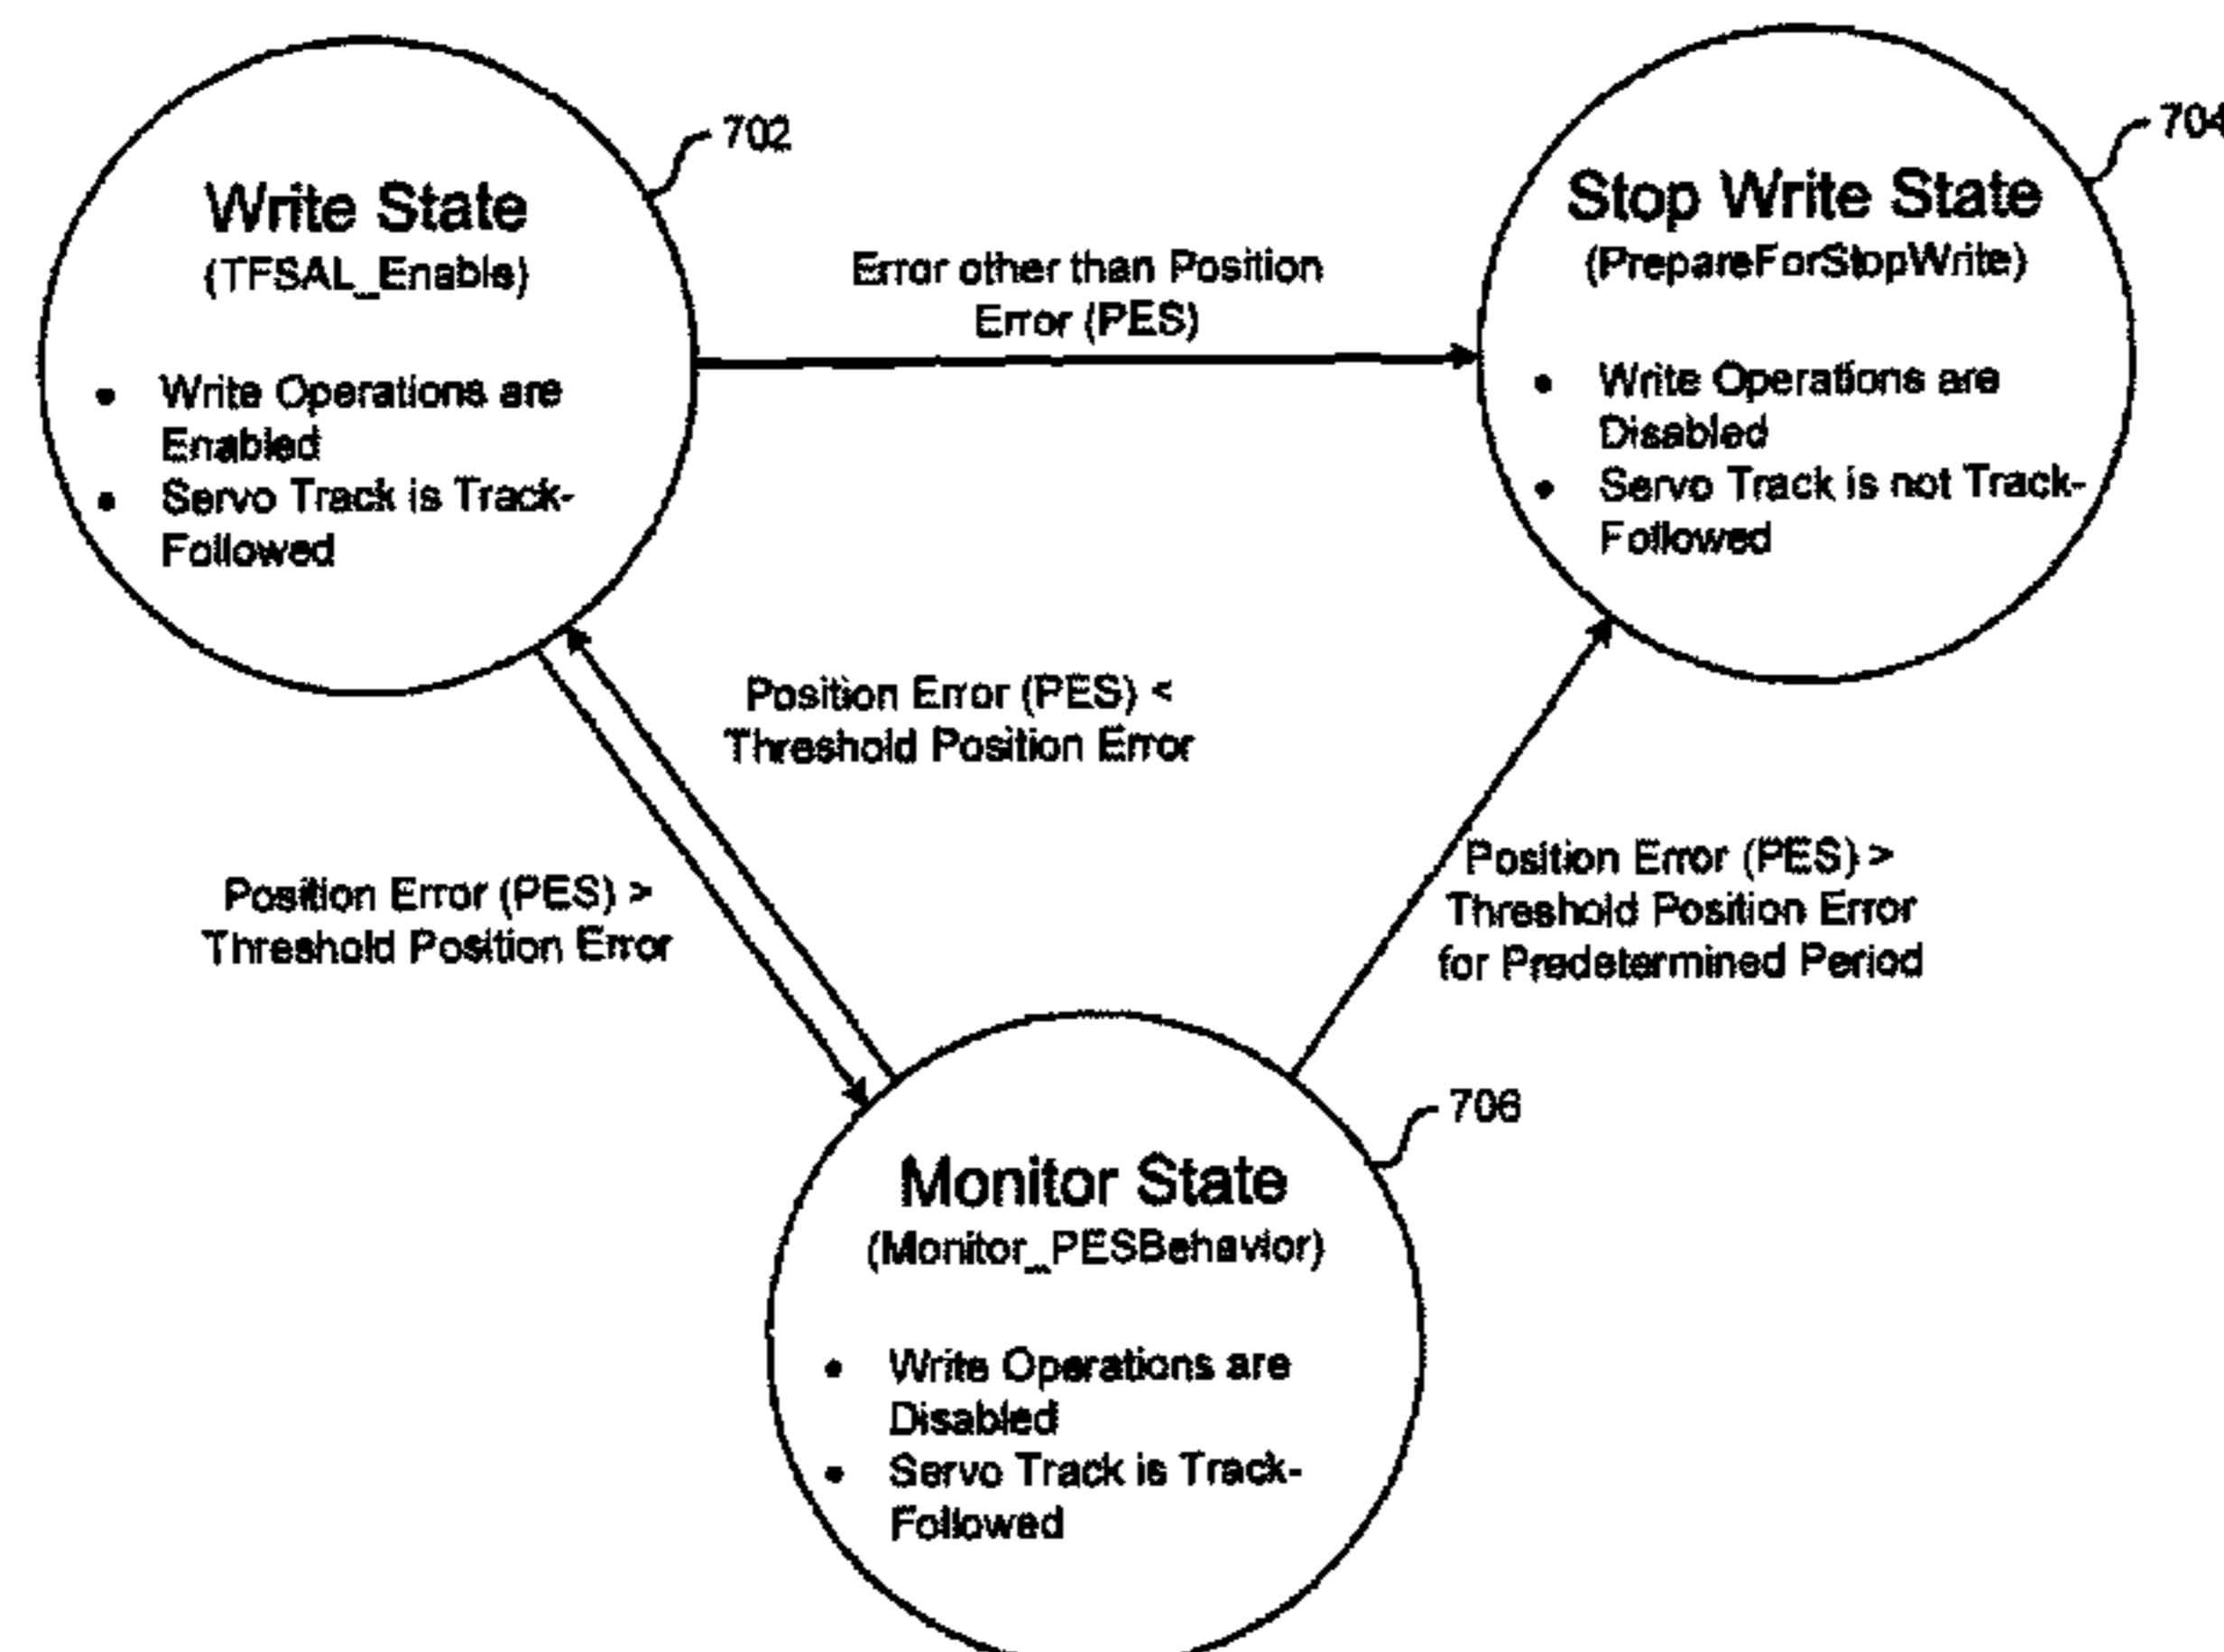 702
Write State
(TFSAL_Enable)
• Write Operations are
Enabled
• Servo Track is Track-
Followed
Error other than Position
Error (PES)
704
Stop Write State
(PrepareForStopWrite)
• Write Operations are
Disabled
• Servo Track is not Track-
Followed
Position Error (PES) <
Threshold Position Error
Position Error (PES) >
Threshold Position Error
Position Error (PES) >
Threshold Position Error
for Predetermined Period
706
Monitor State
(Monitor_PESBehavior)
• Write Operations are
Disabled
• Servo Track is Track-
Followed